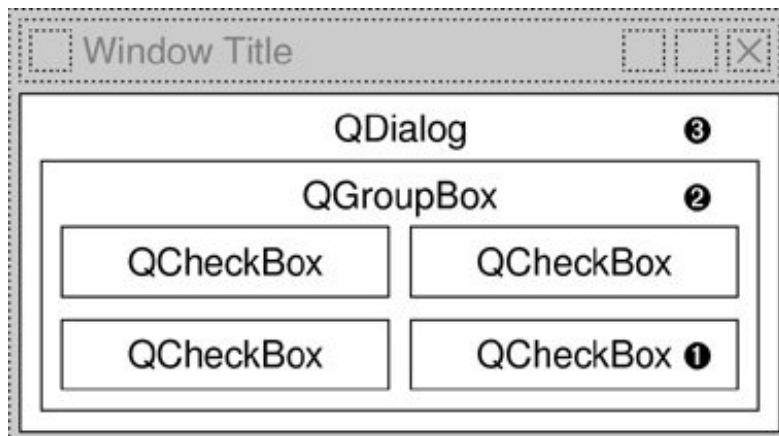 Window Title
QDialog ❸
QGroupBox ❷
QCheckBox QCheckBox
QCheckBox QCheckBox ❶